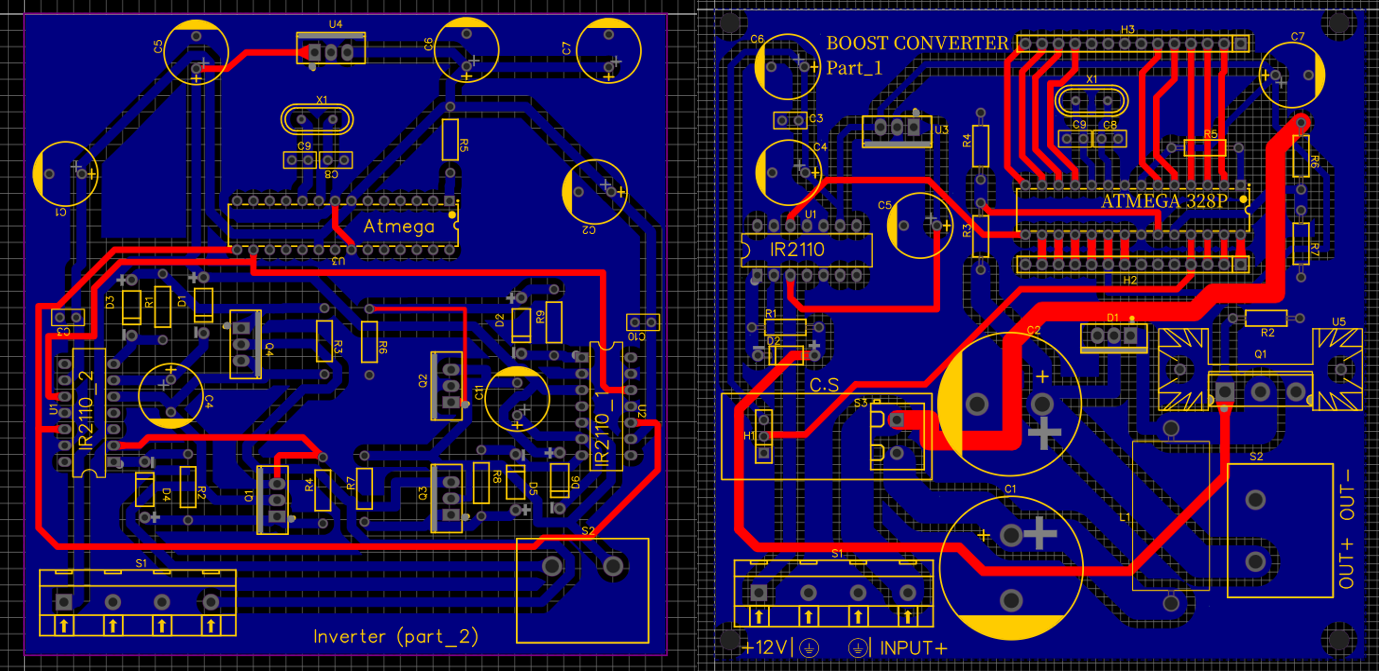 C5
U4
C6
C7
X1
C9
C8
R5
C1
C2
Atmega
U3
C3
D3
R1
D1
Q4
R3
R6
D2
R9
C10
Q2
C11
U1
IR2110_2
C4
IR2110_1
U2
D4
R2
Q1
R4
R7
Q3
R8
D5
D6
S1
S2
Inverter (part_2)
C6
BOOST CONVERTER
Part_1
H3
C7
X1
C3
U3
R4
C9
C8
R5
R6
C4
U1
IR2110
C5
R3
ATMEGA 328P
H2
R1
D2
C2
D1
R2
U5
Q1
C.S
S3
H1
C1
L1
S2
OUT+ OUT-
S1
+12V|
| INPUT+